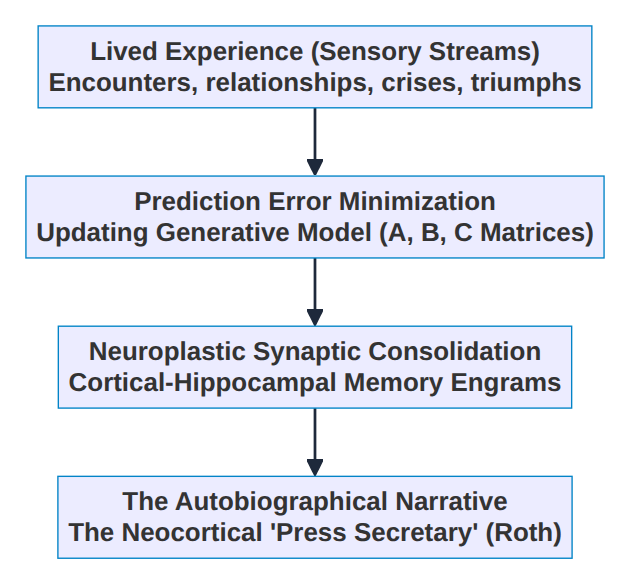 Lived Experience (Sensory Streams)
Encounters, relationships, crises, triumphs
Prediction Error Minimization
Updating Generative Model (A, B, C Matrices)
Neuroplastic Synaptic Consolidation
Cortical-Hippocampal Memory Engrams
The Autobiographical Narrative
The Neocortical 'Press Secretary' (Roth)